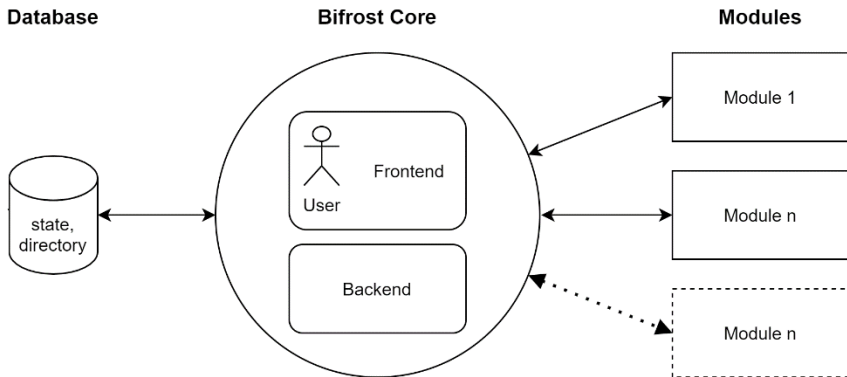 Database
Bifrost Core
Modules
Module 1
Frontend
User
state,
directory
Module n
Backend
Module n